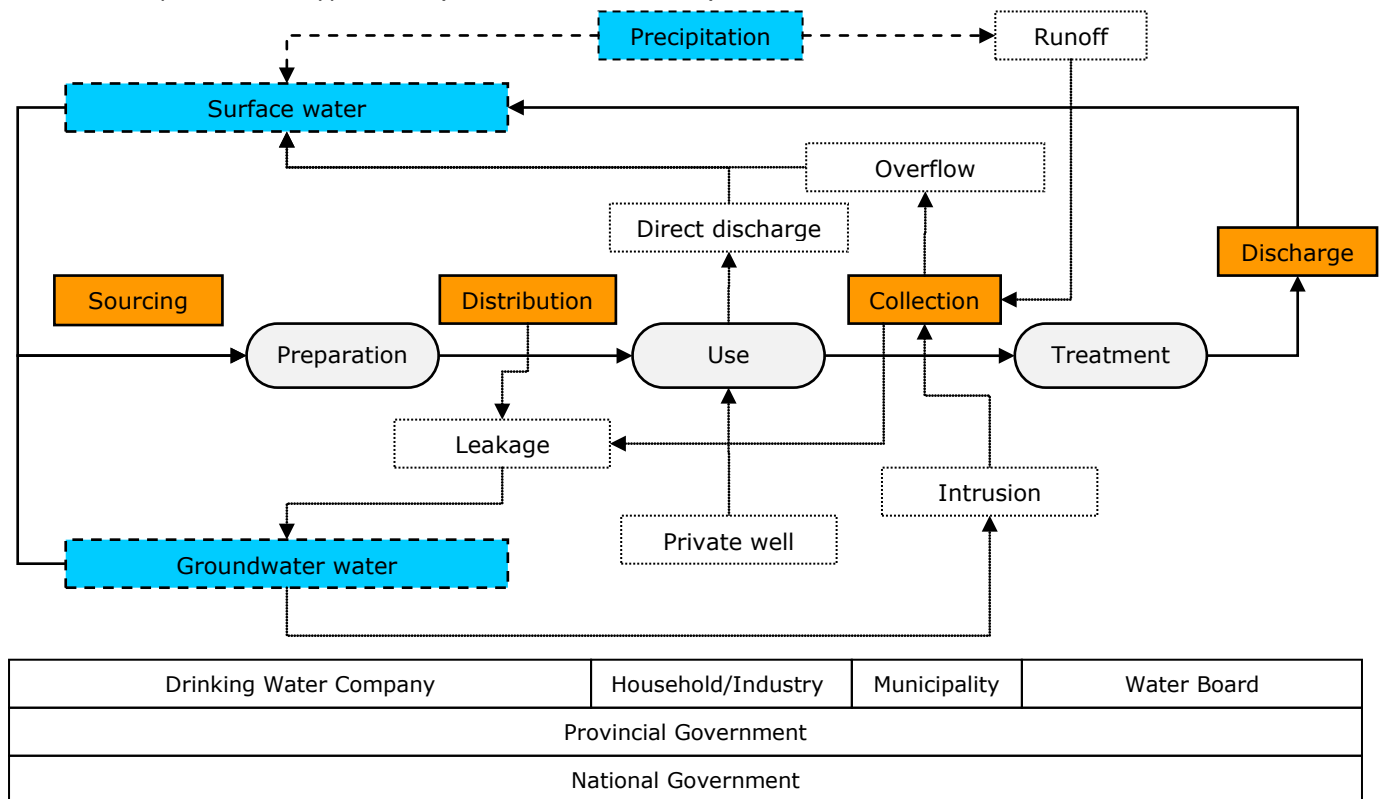 Precipitation
Runoff
Surface water
Overflow
Direct discharge
Discharge
Sourcing
Distribution
Collection
Preparation
Use
Treatment
Leakage
Intrusion
Private well
Groundwater water
Drinking Water Company
Household/Industry
Municipality
Water Board
Provincial Government
National Government